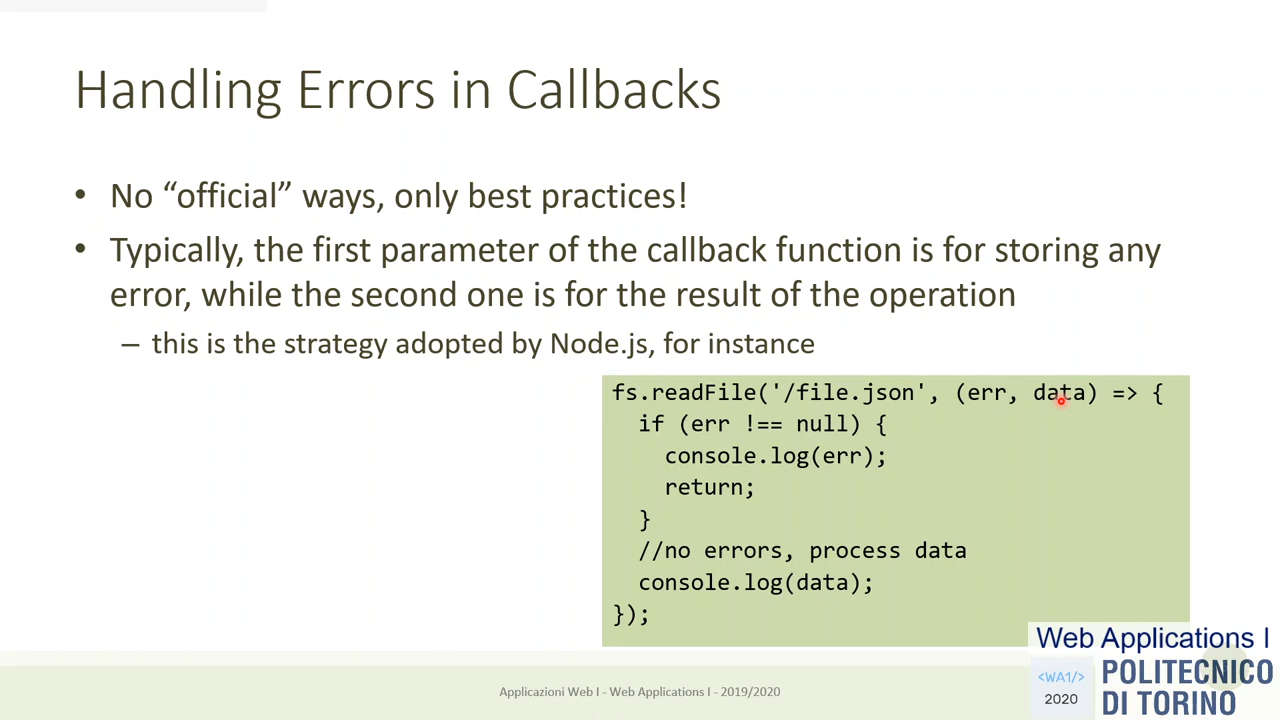 Handling Errors in Callbacks
• No “official” ways, only best practices!
• Typically, the first parameter of the callback function is for storing any
error, while the second one is for the result of the operation
– this is the strategy adopted by Node.js, for instance
fs.readFile('/file.json', (err, data) => {
  if (err !== null) {
    console.log(err);
    return;
  }
  //no errors, process data
  console.log(data);
});
Applicazioni Web I - Web Applications I - 2019/2020
Web Applications I
<WA1/>
2020
POLITECNICO
DI TORINO